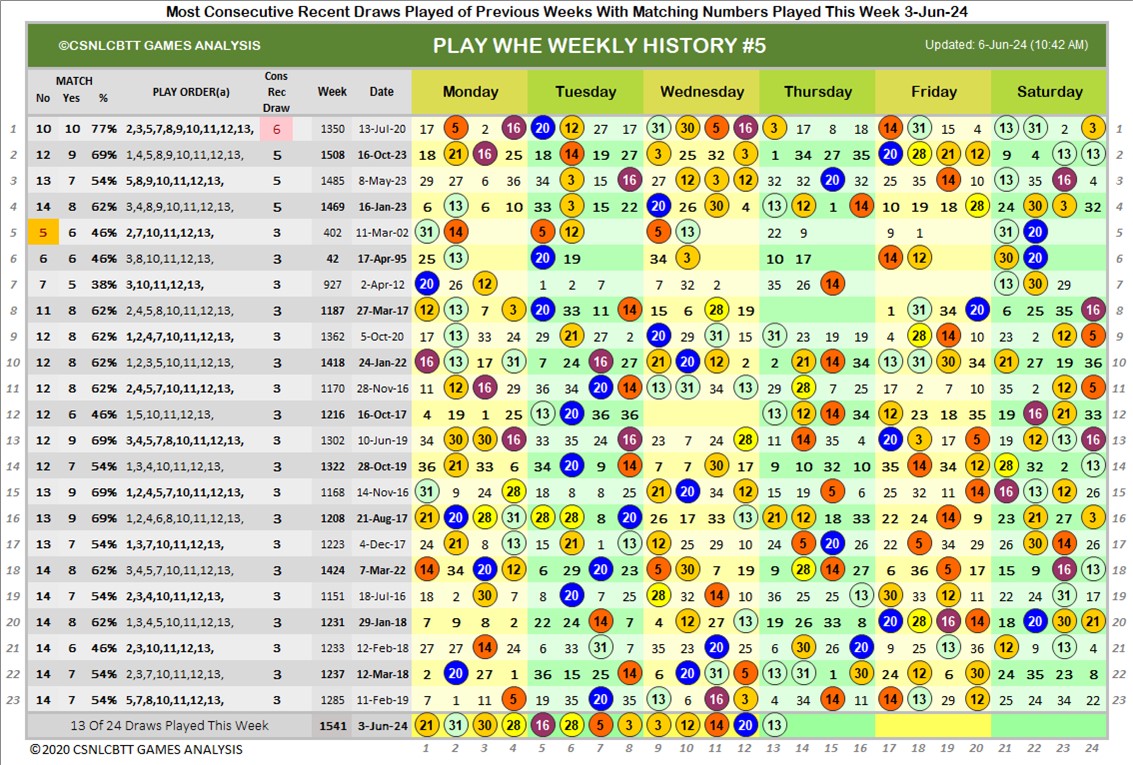 Most Consecutive Recent Draws Played of Previous Weeks With Matching Numbers Played This Week 3-Jun-24
©CSNLCBTT GAMES ANALYSIS PLAY WHE WEEKLY HISTORY #5 Updated: 6-Jun-24 (10:42 AM)
MATCH Cons
No Yes % PLAY ORDER(a) Rec Week Date Monday Tuesday Wednesday Thursday Friday Saturday
Draw
1 10 10 77% 2,3,5,7,8,9,10,11,12,13, 6 1350 13-Jul-20 17 5 2 16 20 12 27 17 31 30 5 16 3 17 8 18 14 31 15 4 13 31 2 3 1
2 12 9 69% 1,4,5,8,9,10,11,12,13, 5 1508 16-Oct-23 18 21 16 25 18 14 19 27 3 25 32 3 1 34 27 35 20 28 21 12 9 4 13 13 2
3 13 7 54% 5,8,9,10,11,12,13, 5 1485 8-May-23 29 27 6 36 34 3 15 16 27 12 3 12 32 32 20 32 25 35 14 10 13 35 16 4 3
4 14 8 62% 3,4,8,9,10,11,12,13, 5 1469 16-Jan-23 6 13 6 10 33 3 15 22 20 26 30 4 13 12 1 14 10 19 18 28 24 30 3 32 4
5 5 6 46% 2,7,10,11,12,13, 3 402 11-Mar-02 31 14 5 12 5 13 22 9 9 1 31 20 5
6 6 6 46% 3,8,10,11,12,13, 3 42 17-Apr-95 25 13 20 19 34 3 10 17 14 12 30 20 6
7 7 5 38% 3,10,11,12,13, 3 927 2-Apr-12 20 26 12 1 2 7 7 32 2 35 26 14 13 30 29 7
8 11 8 62% 2,4,5,8,10,11,12,13, 3 1187 27-Mar-17 12 13 7 3 20 33 11 14 15 6 28 19 1 31 34 20 6 25 35 16 8
9 12 8 62% 1,2,4,7,10,11,12,13, 3 1362 5-Oct-20 17 13 33 24 29 21 27 2 20 29 31 15 31 23 19 19 4 28 14 10 9 22 12 5 9
10 12 8 62% 1,2,3,5,10,11,12,13, 3 1418 24-Jan-22 16 13 17 31 7 24 16 27 21 20 12 2 2 21 14 34 13 31 30 34 21 27 19 36 10
11 12 8 62% 2,4,5,7,10,11,12,13, 3 1170 28-Nov-16 11 12 16 29 36 34 20 14 13 31 34 13 29 28 7 25 17 2 7 10 35 2 12 5 11
12 12 6 46% 1,5,10,11,12,13, 3 1216 16-Oct-17 4 19 1 25 13 20 36 36 13 12 14 34 12 23 18 35 19 16 21 33 12
13 12 9 69% 3,4,5,7,8,10,11,12,13, 3 1302 10-Jun-19 34 30 30 16 33 35 24 16 23 7 24 28 11 14 35 4 20 3 17 5 19 12 13 16 13
14 12 7 54% 1,3,4,10,11,12,13, 3 1322 28-Oct-19 36 21 33 6 34 20 9 14 7 7 30 17 9 10 32 10 35 14 34 12 28 32 2 13 14
15 13 9 69% 1,2,4,5,7,10,11,12,13, 3 1168 14-Nov-16 31 9 24 28 18 8 8 25 21 20 34 12 15 19 5 6 25 32 11 14 16 13 12 26 15
16 13 9 69% 1,2,4,6,8,10,11,12,13, 3 1208 21-Aug-17 21 20 28 31 28 28 8 20 26 17 33 13 21 12 18 33 22 24 14 9 23 21 27 3 16
17 13 7 54% 1,3,7,10,11,12,13, 3 1223 4-Dec-17 24 21 8 13 15 21 1 13 12 25 29 10 24 5 20 26 22 5 34 29 26 30 14 26 17
18 14 8 62% 3,4,5,7,10,11,12,13, 3 1424 7-Mar-22 14 34 20 12 6 29 20 23 5 30 7 19 9 28 14 27 6 36 5 17 15 9 16 13 18
19 14 7 54% 2,3,4,10,11,12,13, 3 1151 18-Jul-16 18 2 30 7 8 20 7 25 28 32 14 10 36 25 25 13 30 33 12 11 22 24 31 17 19
20 14 8 62% 1,3,4,5,10,11,12,13, 3 1231 29-Jan-18 7 9 8 2 22 24 14 7 4 12 27 13 19 26 33 8 20 28 16 14 18 20 30 21 20
21 14 6 46% 2,3,10,11,12,13, 3 1233 12-Feb-18 27 27 14 24 6 33 31 7 35 23 20 25 6 30 26 20 9 25 13 36 12 9 13 4 21
22 14 7 54% 2,3,7,10,11,12,13, 3 1237 12-Mar-18 2 20 27 1 36 15 25 14 6 20 31 5 13 31 1 30 24 12 6 30 24 35 23 8 22
23 14 7 54% 5,7,8,10,11,12,13, 3 1285 11-Feb-19 7 1 11 5 19 35 20 35 13 6 16 3 4 34 14 11 14 13 29 12 25 24 34 22 23
13 Of 24 Draws Played This Week 1541 3-Jun-24 21 31 30 28 16 28 5 3 3 12 14 20 13
© 2020 CSNLCBTT GAMES ANALYSIS 1 2 3 4 5 6 7 8 9 10 11 12 13 14 15 16 17 18 19 20 21 22 23 24